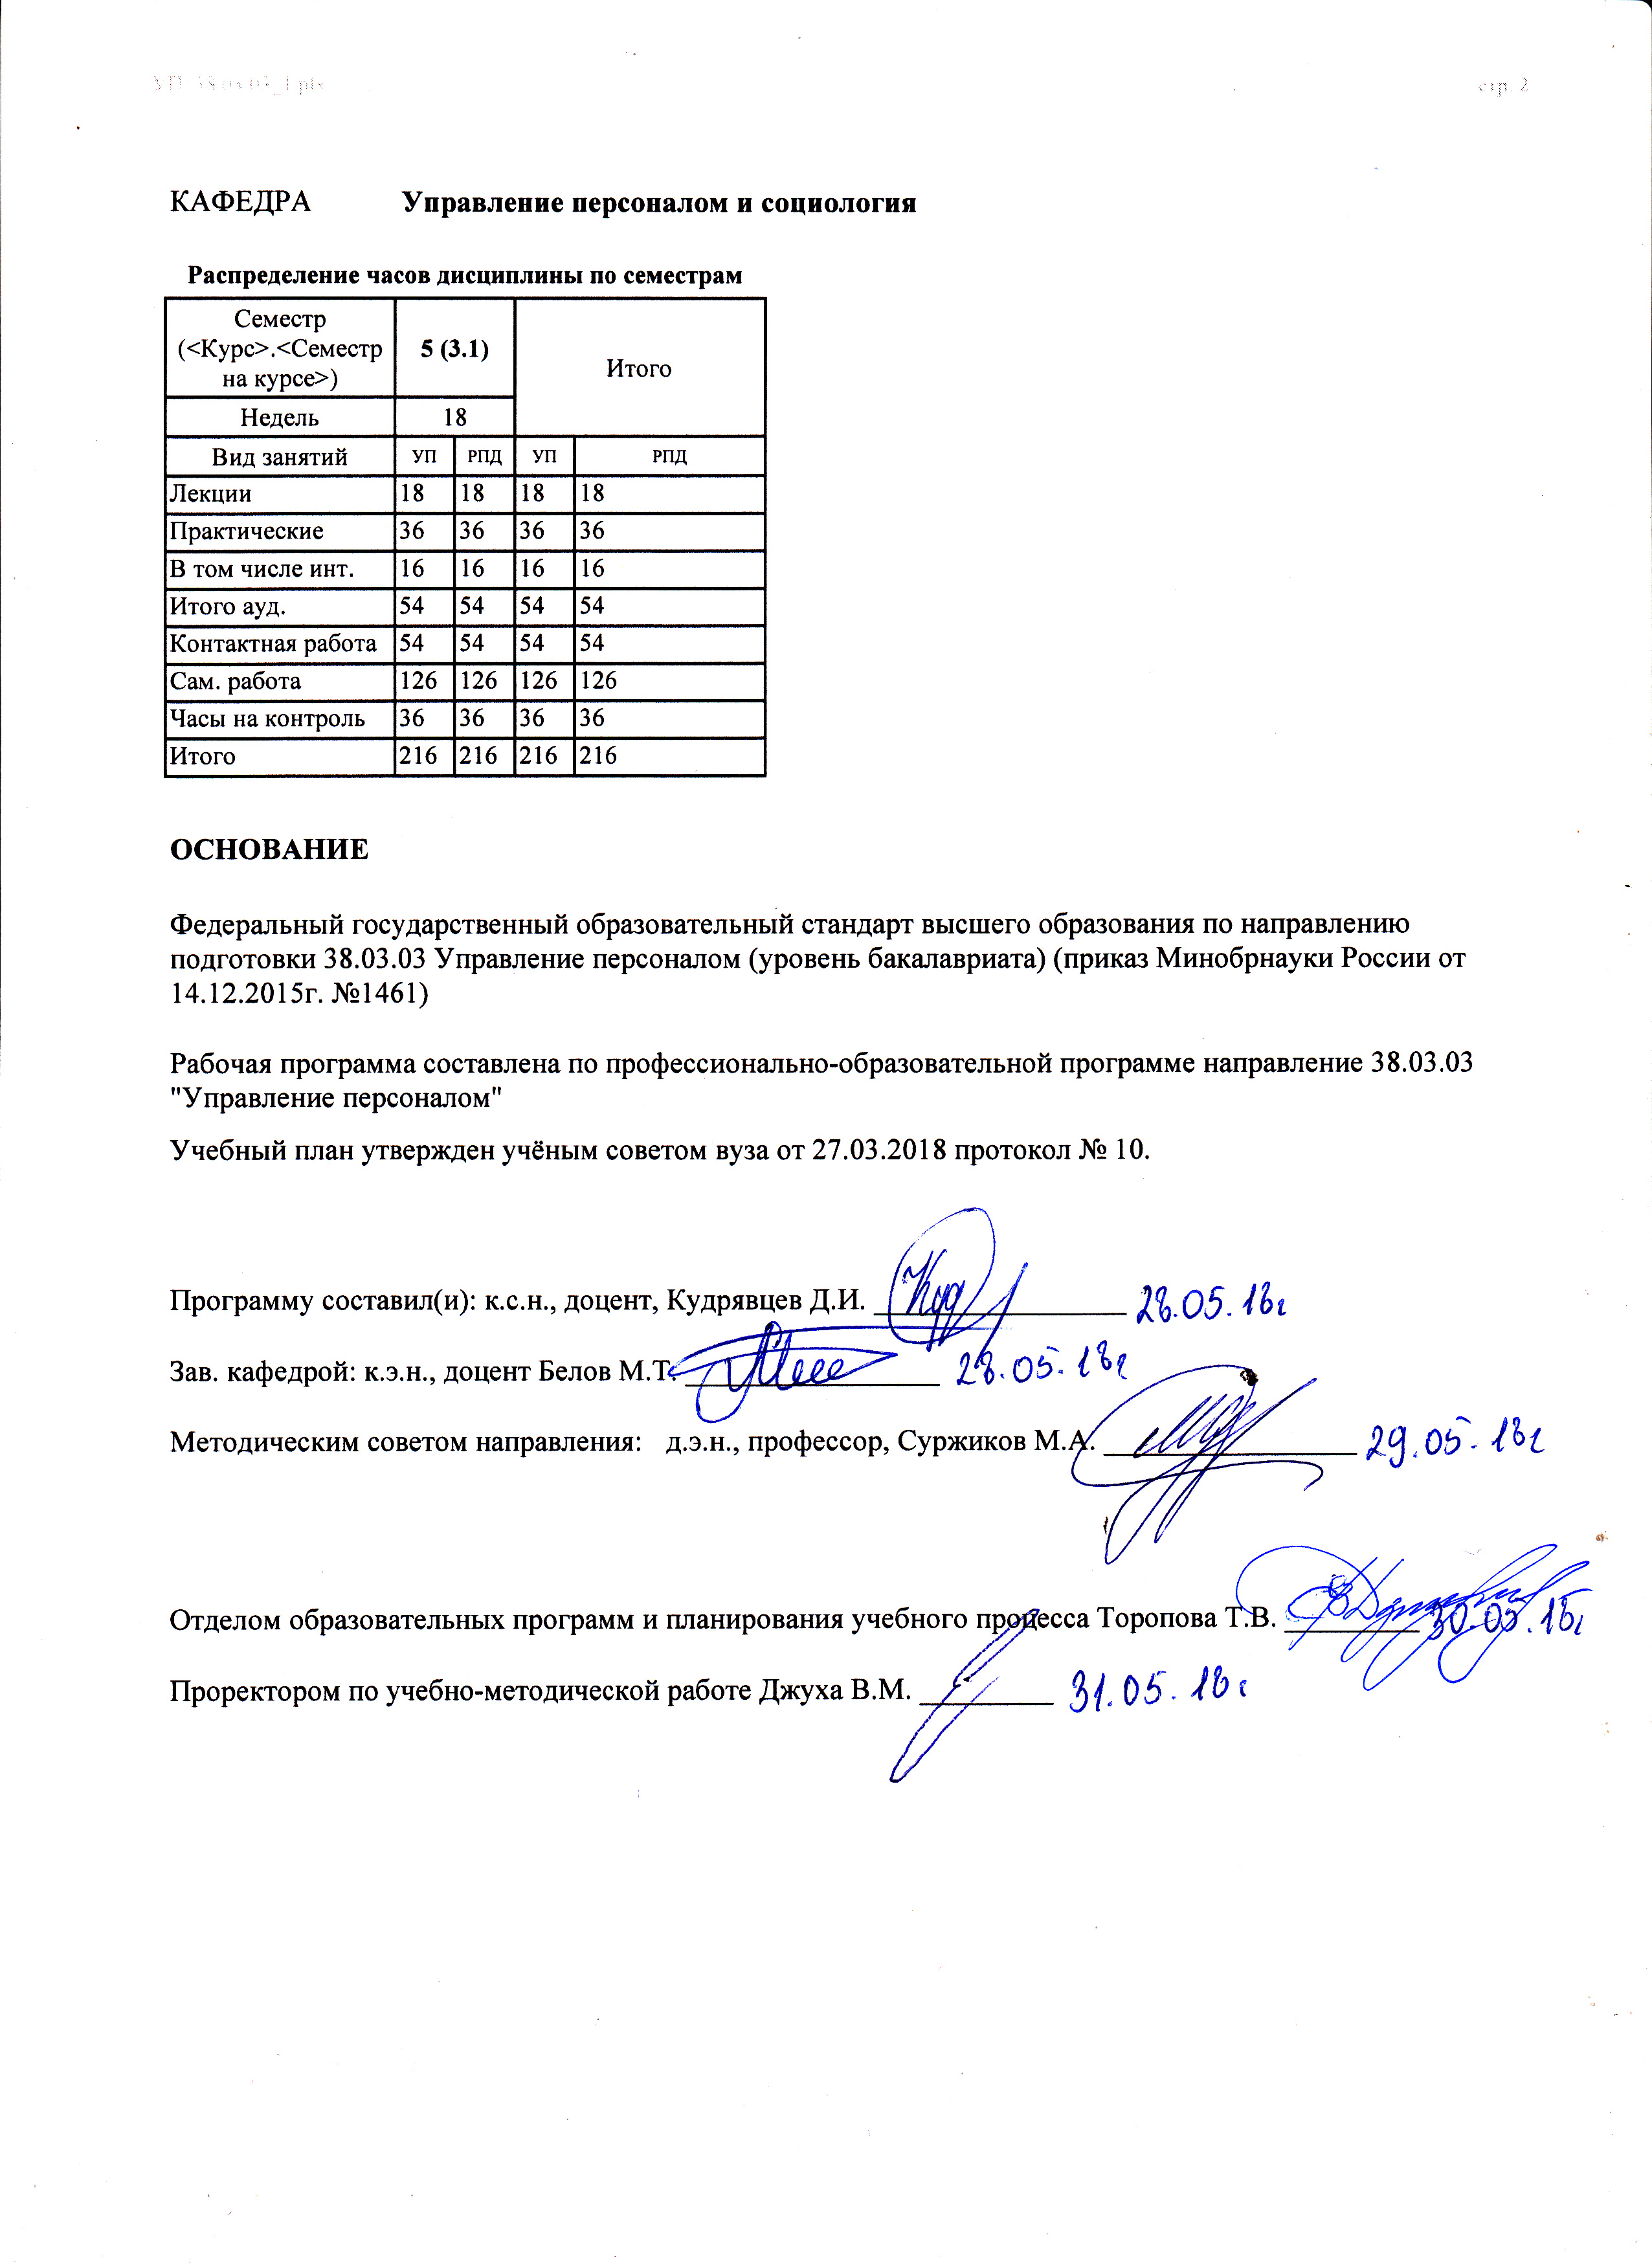 стр. 2
КАФЕДРА Управление персоналом и социология
Распределение часов дисциплины по семестрам
Семестр
(<Курс>.<Семестр
на курсе>)
5 (3.1)
Итого
Недель 18
Вид занятий УП РПД УП РПД
Лекции 18 18 18 18
Практические 36 36 36 36
В том числе инт. 16 16 16 16
Итого ауд. 54 54 54 54
Контактная работа 54 54 54 54
Сам. работа 126 126 126 126
Часы на контроль 36 36 36 36
Итого 216 216 216 216
ОСНОВАНИЕ
Федеральный государственный образовательный стандарт высшего образования по направлению
подготовки 38.03.03 Управление персоналом (уровень бакалавриата) (приказ Минобрнауки России от
14.12.2015г. №1461)
Рабочая программа составлена по профессионально-образовательной программе направление 38.03.03
"Управление персоналом"
Учебный план утвержден учёным советом вуза от 27.03.2018 протокол № 10.
Программу составил(и): к.с.н., доцент, Кудрявцев Д.И. 28.05.18г
Зав. кафедрой: к.э.н., доцент Белов М.Т. 28.05.18г
Методическим советом направления: д.э.н., профессор, Суржиков М.А. 29.05.18г
Отделом образовательных программ и планирования учебного процесса Торопова Т.В. 30.05.18г
Проректором по учебно-методической работе Джуха В.М. 31.05.18г